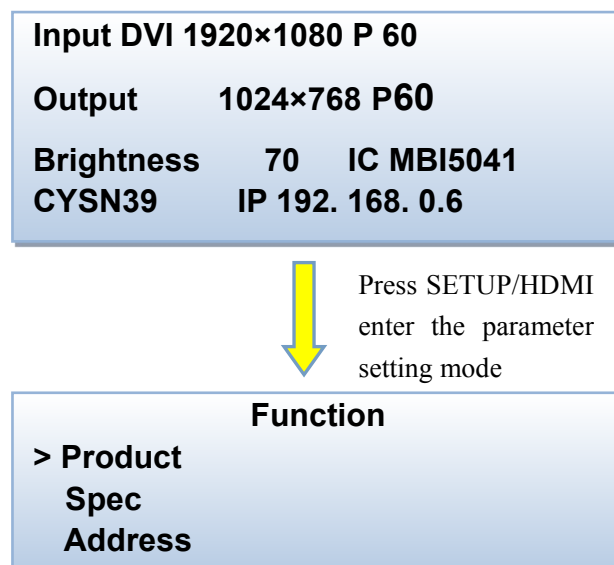 Input DVI 1920×1080 P 60
Output 1024×768 P60
Brightness 70 IC MBI5041
CYSN39 IP 192. 168. 0.6
Press SETUP/HDMI
enter the parameter
setting mode
Function
> Product
Spec
Address